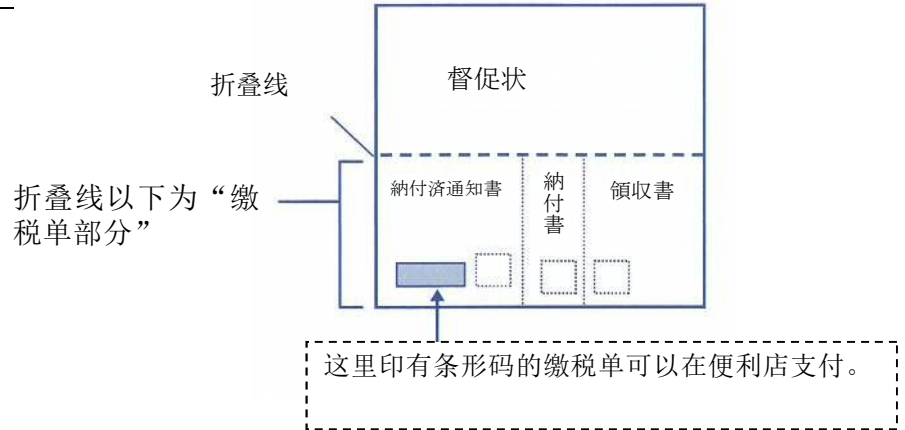 督促状
折叠线
折叠线以下为“缴
税单部分”
納付済通知書
納付書
領収書
这里印有条形码的缴税单可以在便利店支付。